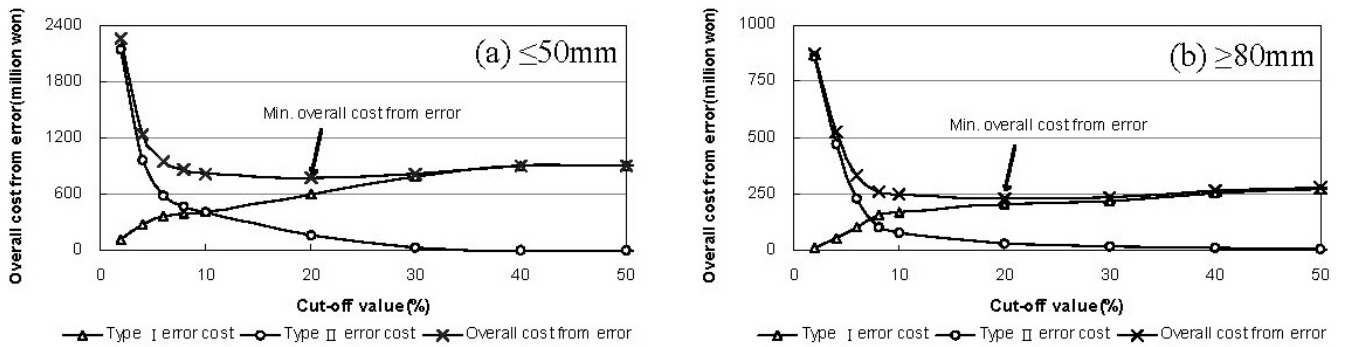 Overall cost from error(million won)
2400
1800
1200
600
0
(a) ≤50mm
Min. overall cost from error
0 10 20 30 40 50
Cut-off value(%)
Type Ⅰ error cost Type Ⅱ error cost Overall cost from error
Overall cost from error(million won)
1000
750
500
250
0
(b) ≥80mm
Min. overall cost from error
0 10 20 30 40 50
Cut-off value(%)
Type Ⅰ error cost Type Ⅱ error cost Overall cost from error